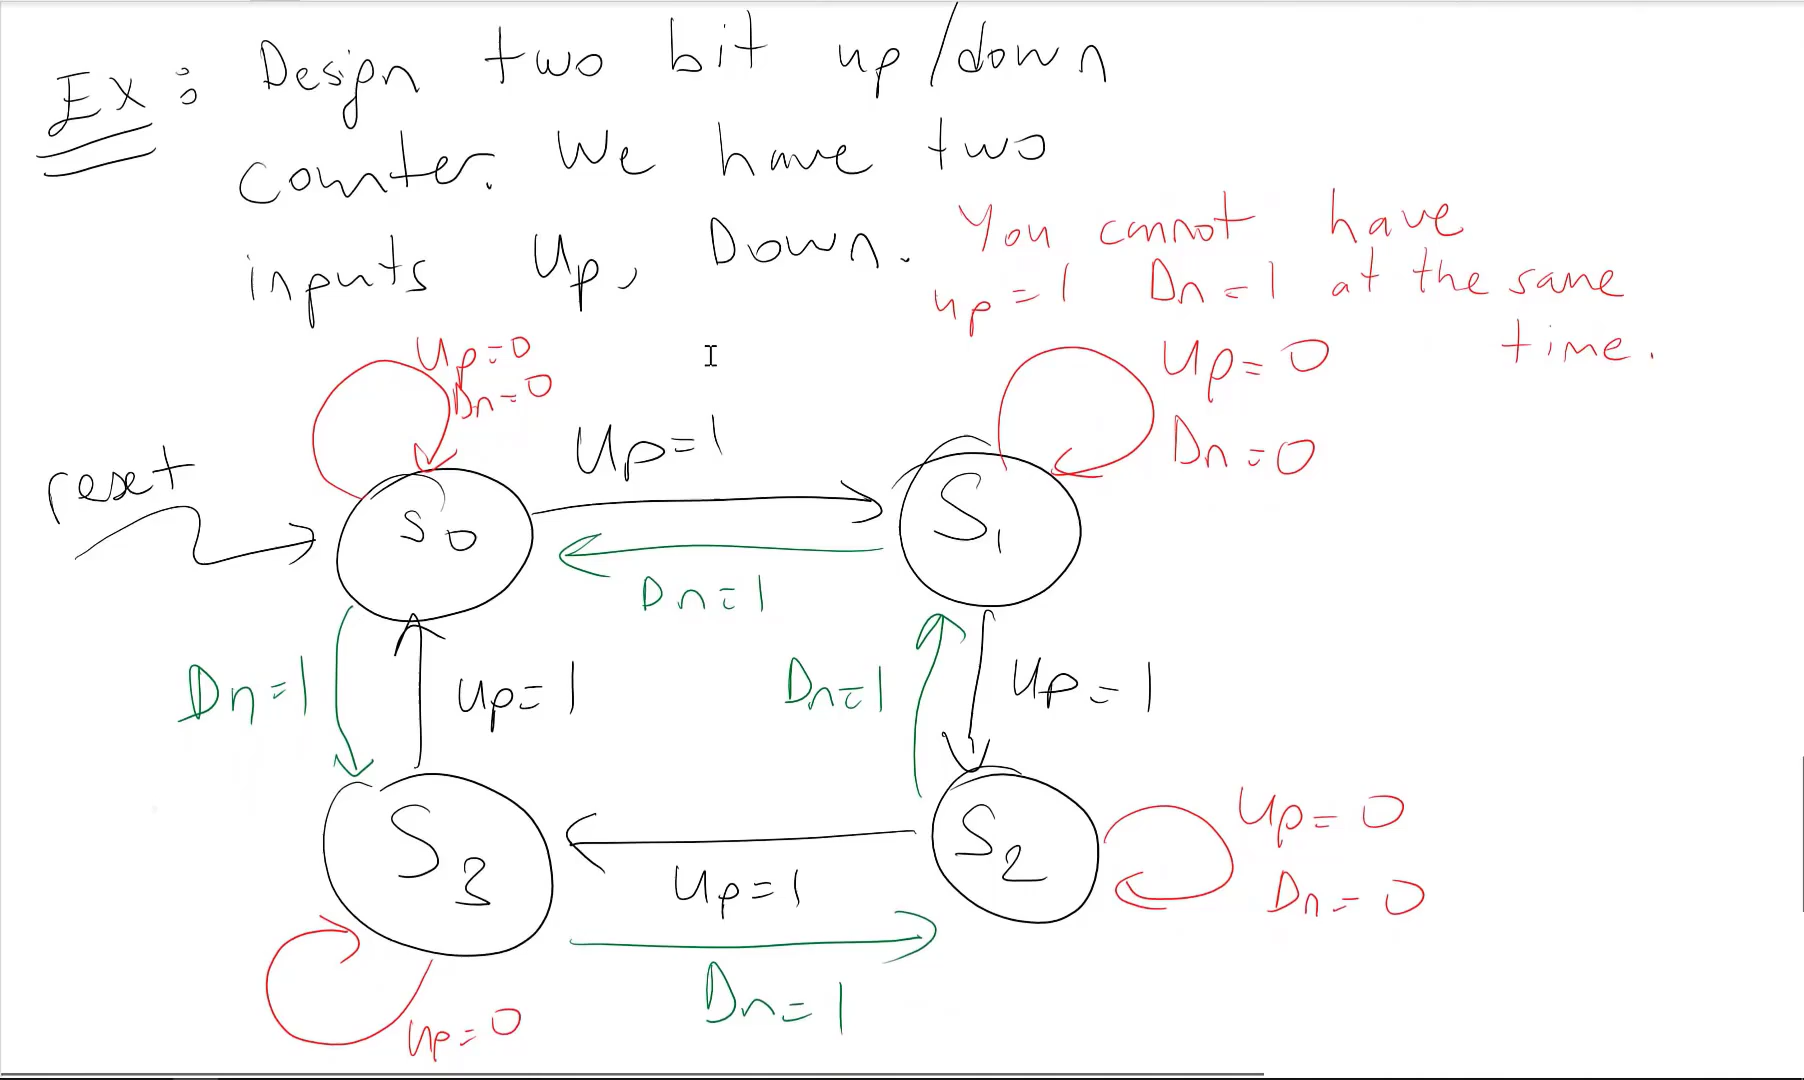 Ex: Design two bit up/down
counter. We have two
inputs Up, Down. You cannot have
up=1 Dn=1 at the same
time.
Up=0
Dn=0
Up=0
Dn=0
reset
Up=1
S0
S1
Dn=1
Dn=1
Up=1
Dn=1
Up=1
S3
S2
Up=0
Dn=0
Up=1
Dn=1
Up=0